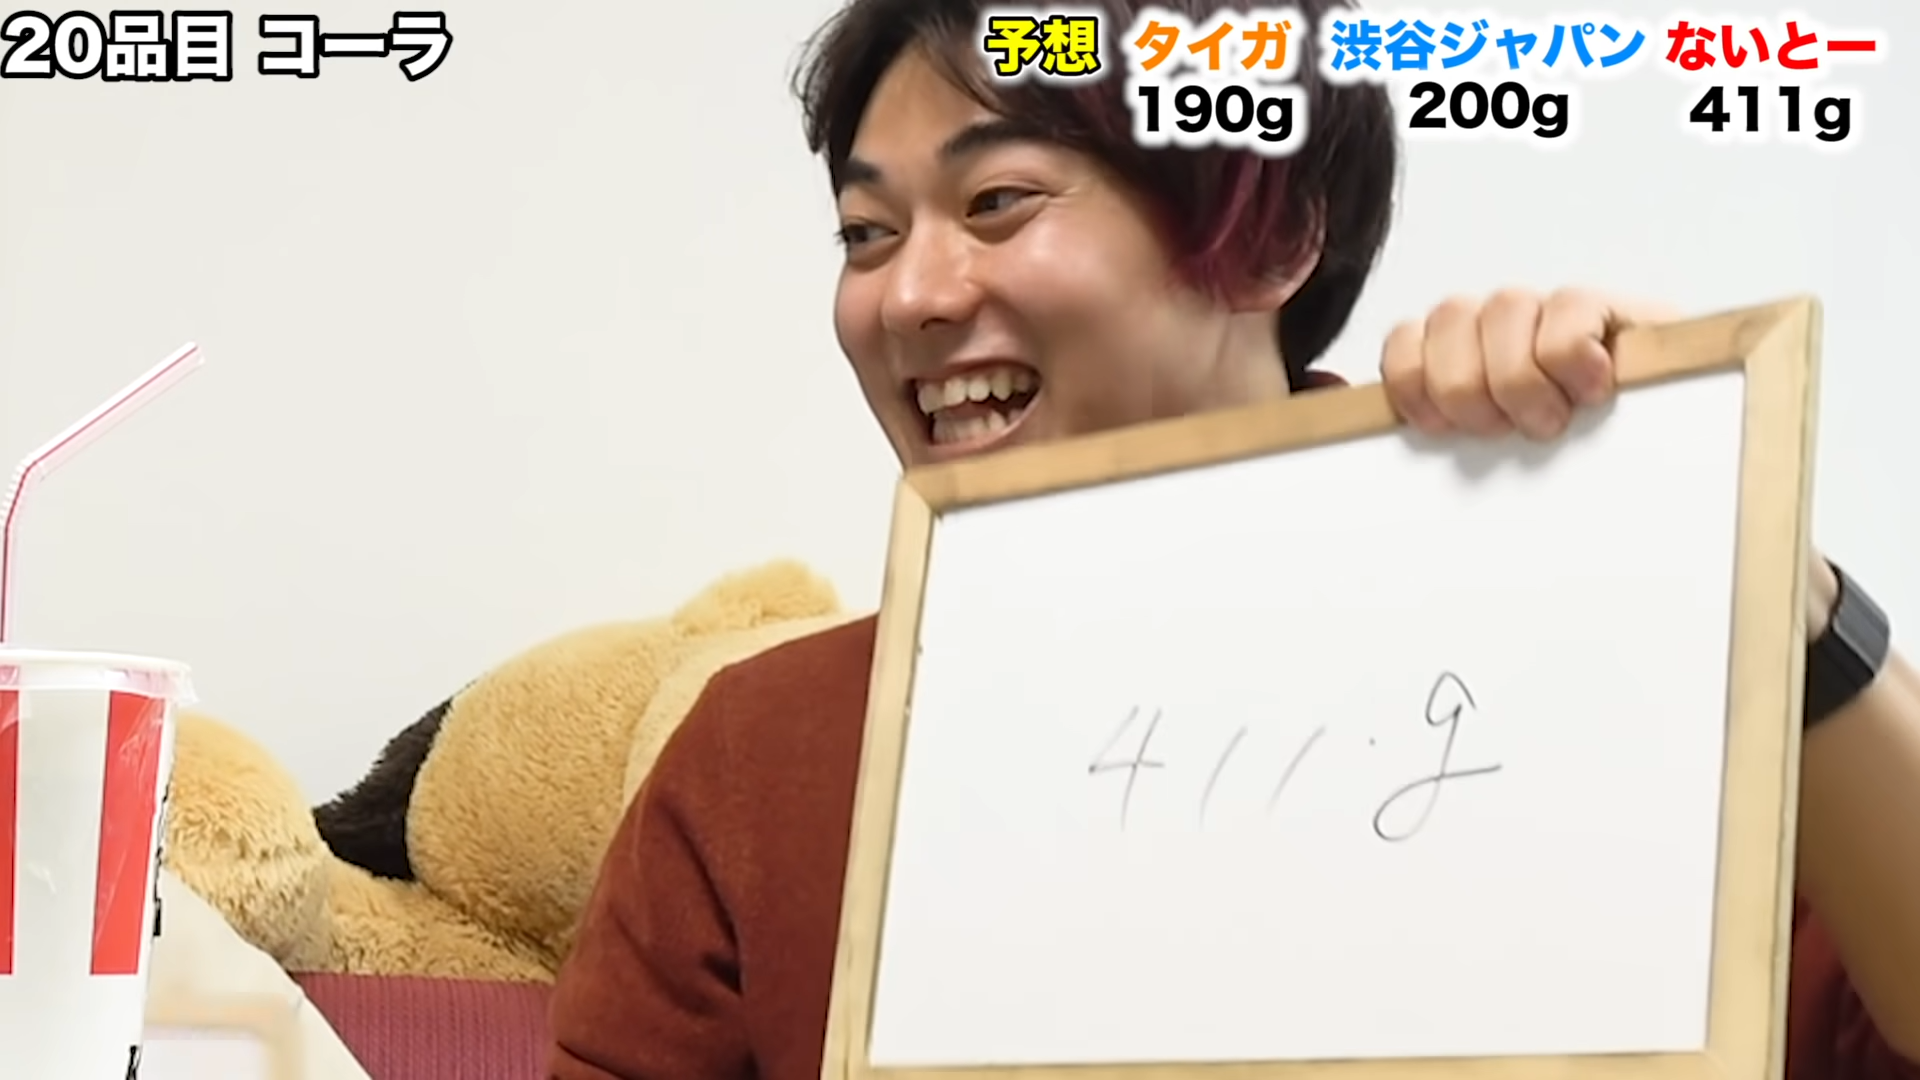 20品目 コーラ
予想 タイガ 渋谷ジャパン ないとー
190g 200g 411g
411.g
K